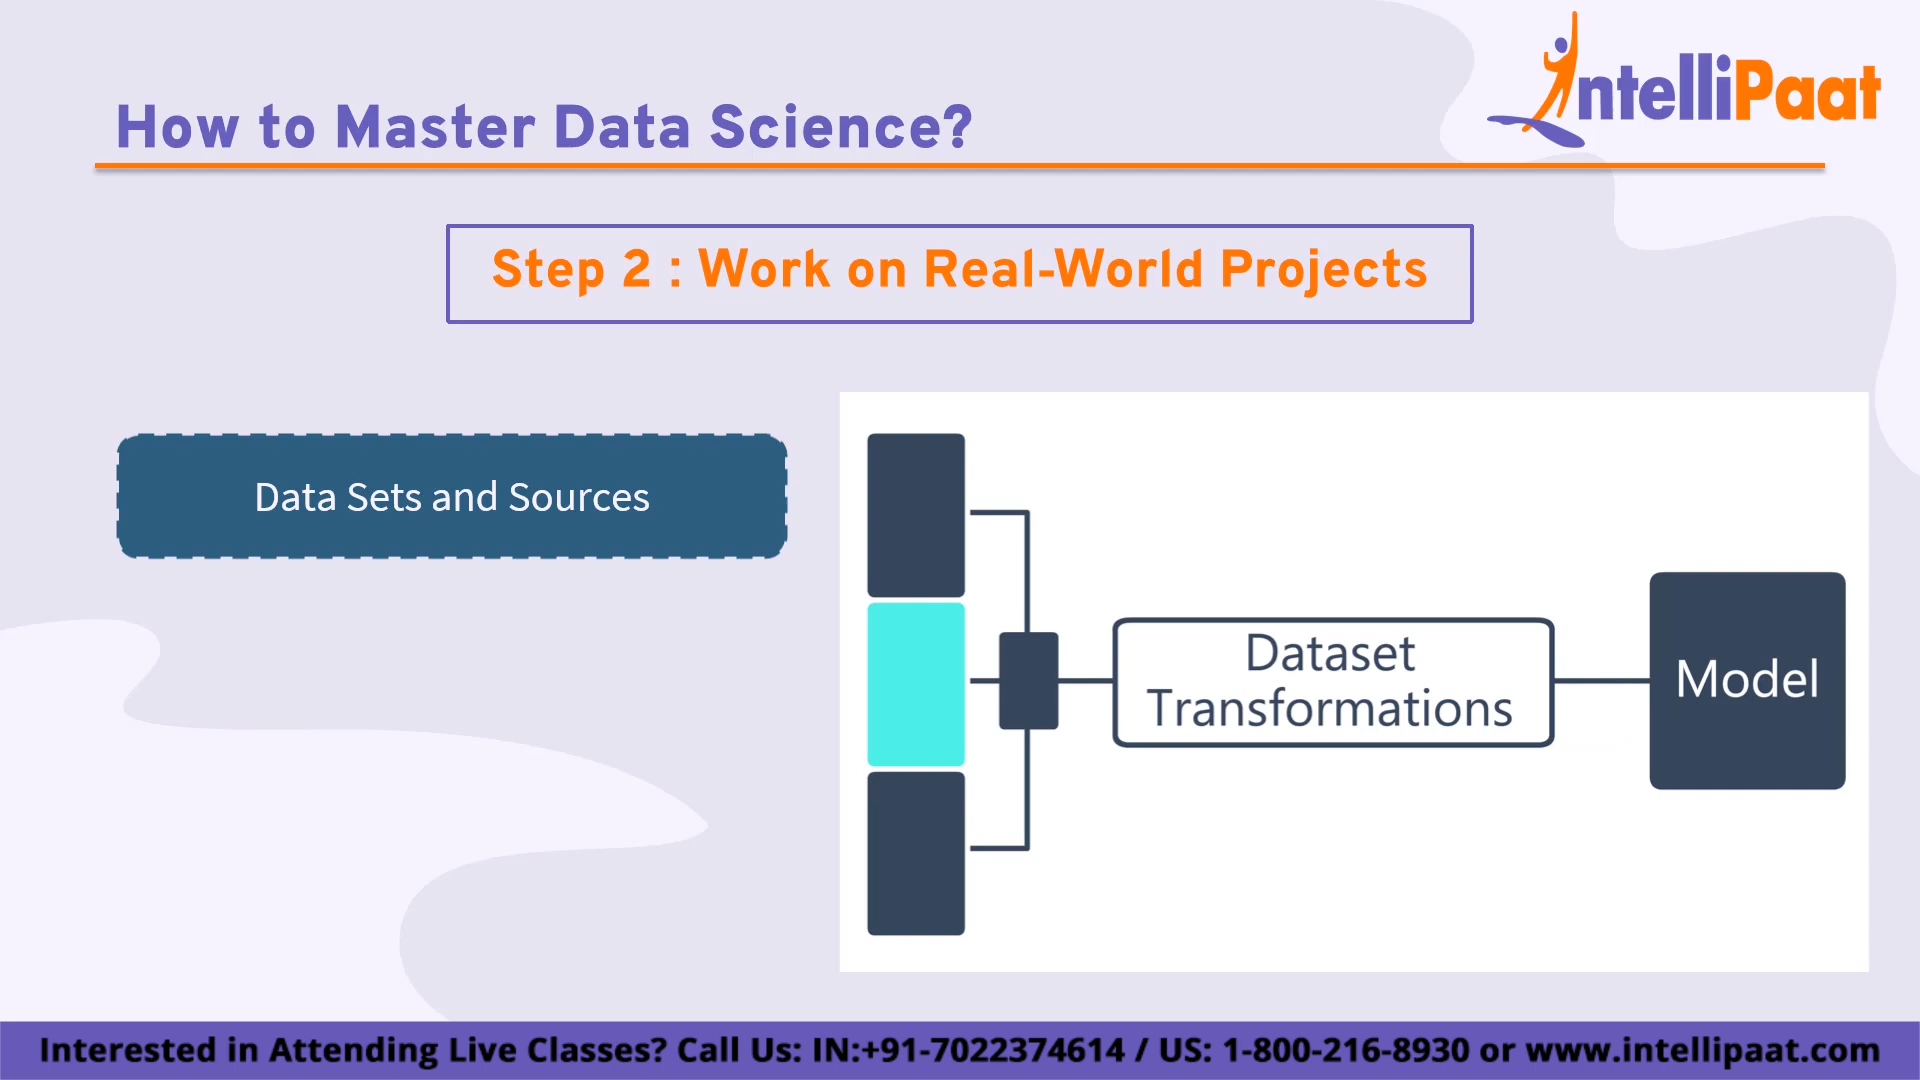 How to Master Data Science?
IntelliPaat
Step 2 : Work on Real-World Projects
Data Sets and Sources
Dataset
Transformations
Model
Interested in Attending Live Classes? Call Us: IN:+91-7022374614 / US: 1-800-216-8930 or www.intellipaat.com